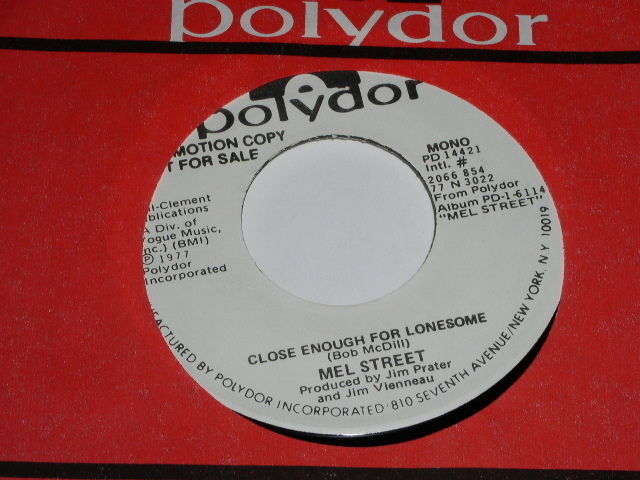 polydor
polydor
MOTION COPY
T FOR SALE
MONO
PD 14421
Intl. #
2066 854
77 N 3022
From Polydor
Album PD-1-6114
"MEL STREET"
l-Clement
blications
A Div. of
ogue Music,
nc.) (BMI)
℗ 1977
Polydor
Incorporated
CLOSE ENOUGH FOR LONESOME
(Bob McDill)
MEL STREET
Produced by Jim Prater
and Jim Vienneau
FACTURED BY POLYDOR INCORPORATED·810 SEVENTH AVENUE/NEW YORK, N.Y. 10019